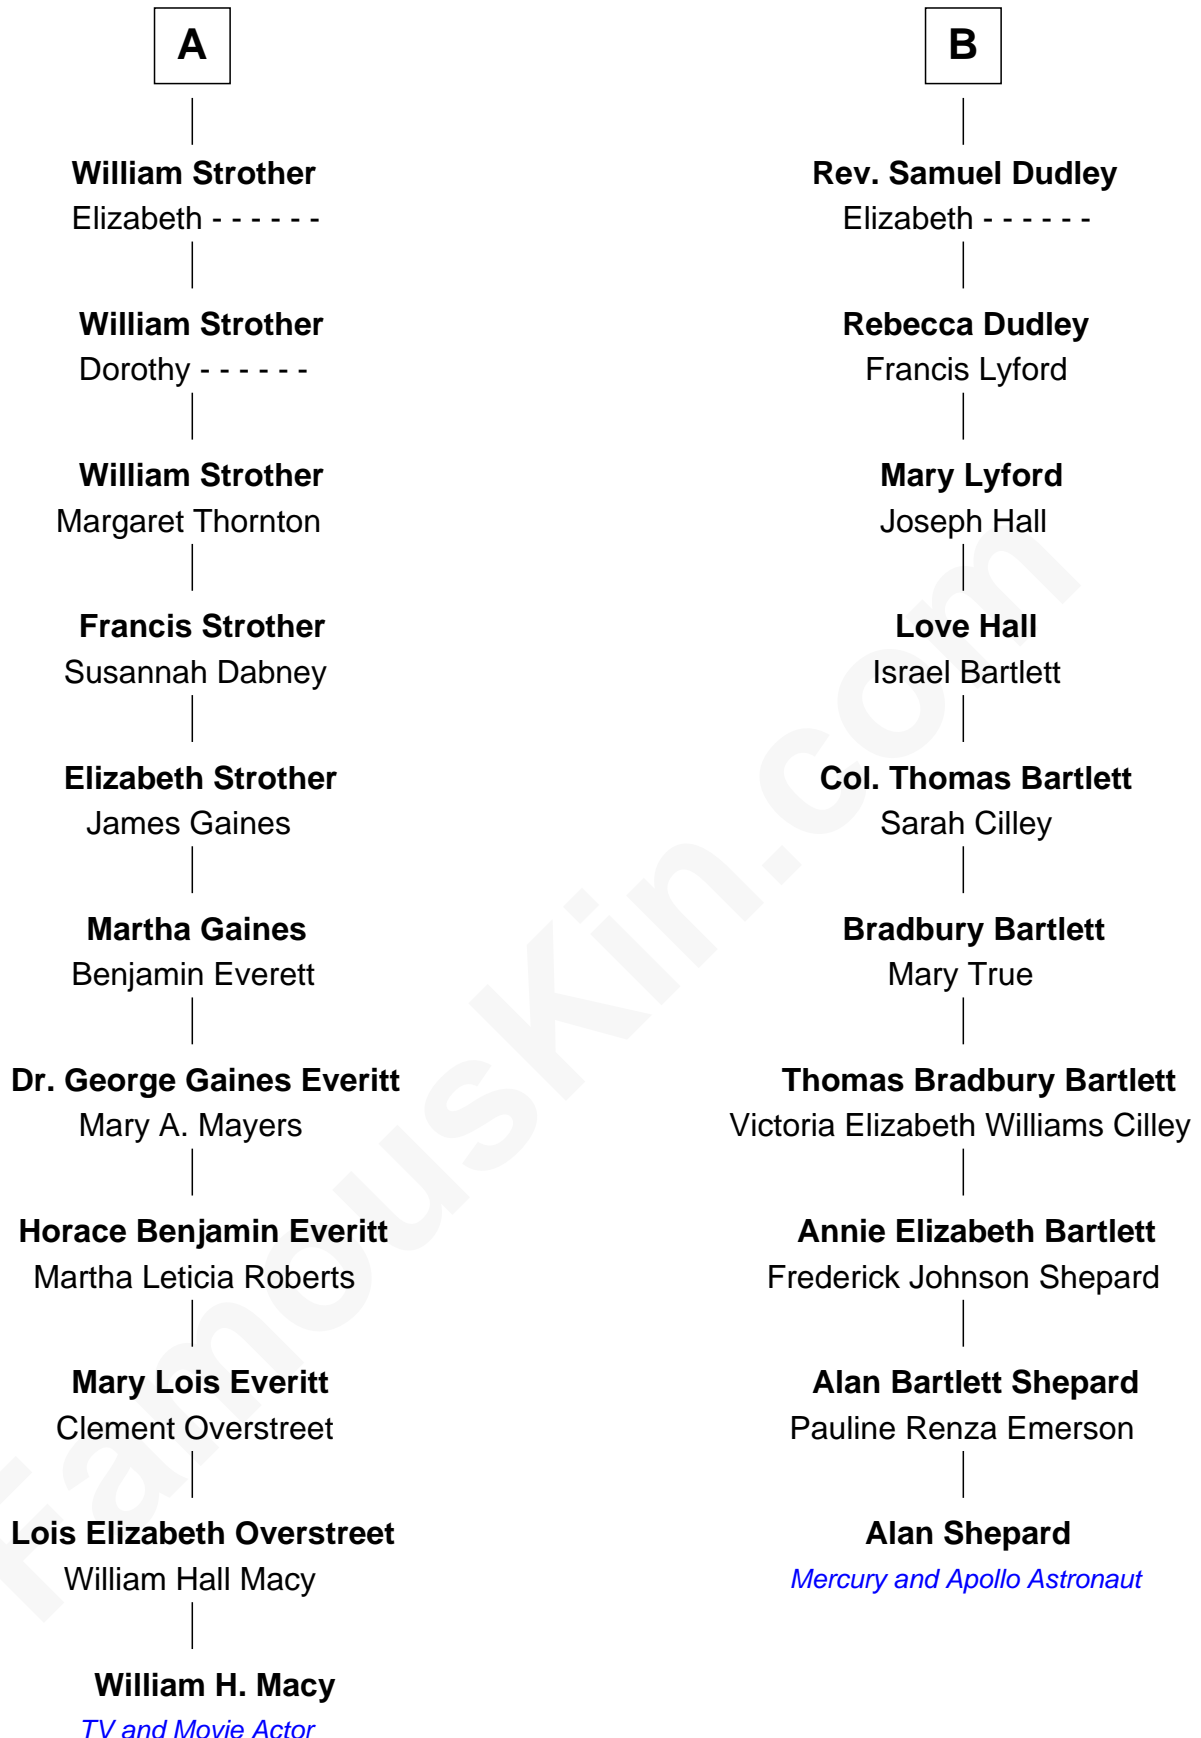 A
William Strother
Elizabeth - - - - - -
William Strother
Dorothy - - - - - -
William Strother
Margaret Thornton
Francis Strother
Susannah Dabney
Elizabeth Strother
James Gaines
Martha Gaines
Benjamin Everett
Dr. George Gaines Everitt
Mary A. Mayers
Horace Benjamin Everitt
Martha Leticia Roberts
Mary Lois Everitt
Clement Overstreet
Lois Elizabeth Overstreet
William Hall Macy
William H. Macy
TV and Movie Actor
B
Rev. Samuel Dudley
Elizabeth - - - - - -
Rebecca Dudley
Francis Lyford
Mary Lyford
Joseph Hall
Love Hall
Israel Bartlett
Col. Thomas Bartlett
Sarah Cilley
Bradbury Bartlett
Mary True
Thomas Bradbury Bartlett
Victoria Elizabeth Williams Cilley
Annie Elizabeth Bartlett
Frederick Johnson Shepard
Alan Bartlett Shepard
Pauline Renza Emerson
Alan Shepard
Mercury and Apollo Astronaut
FamousKin.com